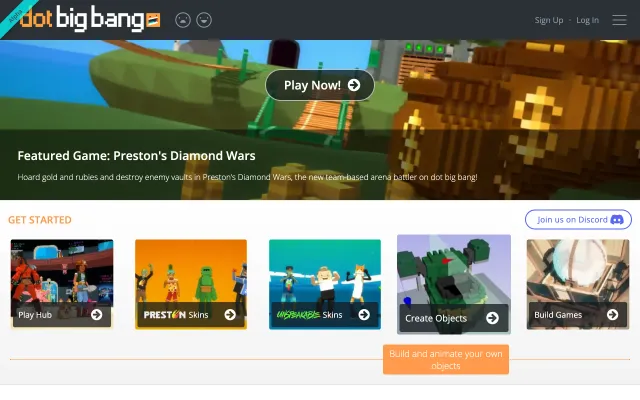 Alpha
dot big bang
Sign Up · Log In
Play Now!
Featured Game: Preston's Diamond Wars
Hoard gold and rubies and destroy enemy vaults in Preston's Diamond Wars, the new team-based arena battler on dot big bang!
GET STARTED
Join us on Discord
Play Hub
PRESTON Skins
UNSPEAKABLE Skins
Create Objects
Build Games
Build and animate your own
objects